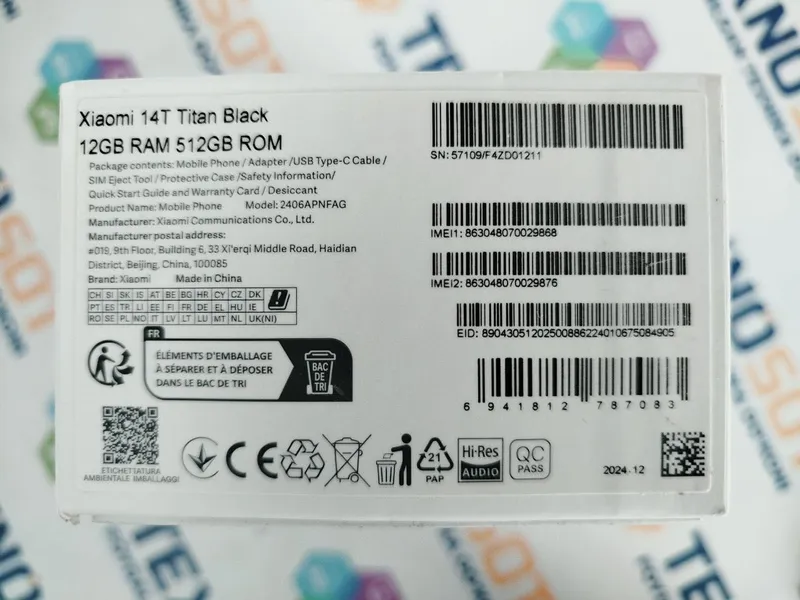 Xiaomi 14T Titan Black
12GB RAM 512GB ROM
Package contents: Mobile Phone / Adapter /USB Type-C Cable /
SIM Eject Tool / Protective Case /Safety Information/
Quick Start Guide and Warranty Card / Desiccant
Product Name: Mobile Phone Model: 2406APNFAG
Manufacturer: Xiaomi Communications Co., Ltd.
Manufacturer postal address:
#019, 9th Floor, Building 6, 33 Xi'erqi Middle Road, Haidian
District, Beijing, China, 100085
Brand: Xiaomi Made in China
CH SI SK IS AT BE BG HR CY CZ DK
PT ES TR LI EE FI FR DE EL HU IE
RO SE PL NO IT LV LT LU MT NL UK(NI)
FR
ÉLÉMENTS D'EMBALLAGE
À SÉPARER ET À DÉPOSER
DANS LE BAC DE TRI
BAC
DE
TRI
ETICHETTATURA
AMBIENTALE IMBALLAGGI
CE
21
PAP
Hi-Res
AUDIO
QC
PASS
SN: 57109/F4ZD01211
IMEI1: 863048070029868
IMEI2: 863048070029876
EID: 89043051202500886224010675084905
6 941812 787083
2024.12